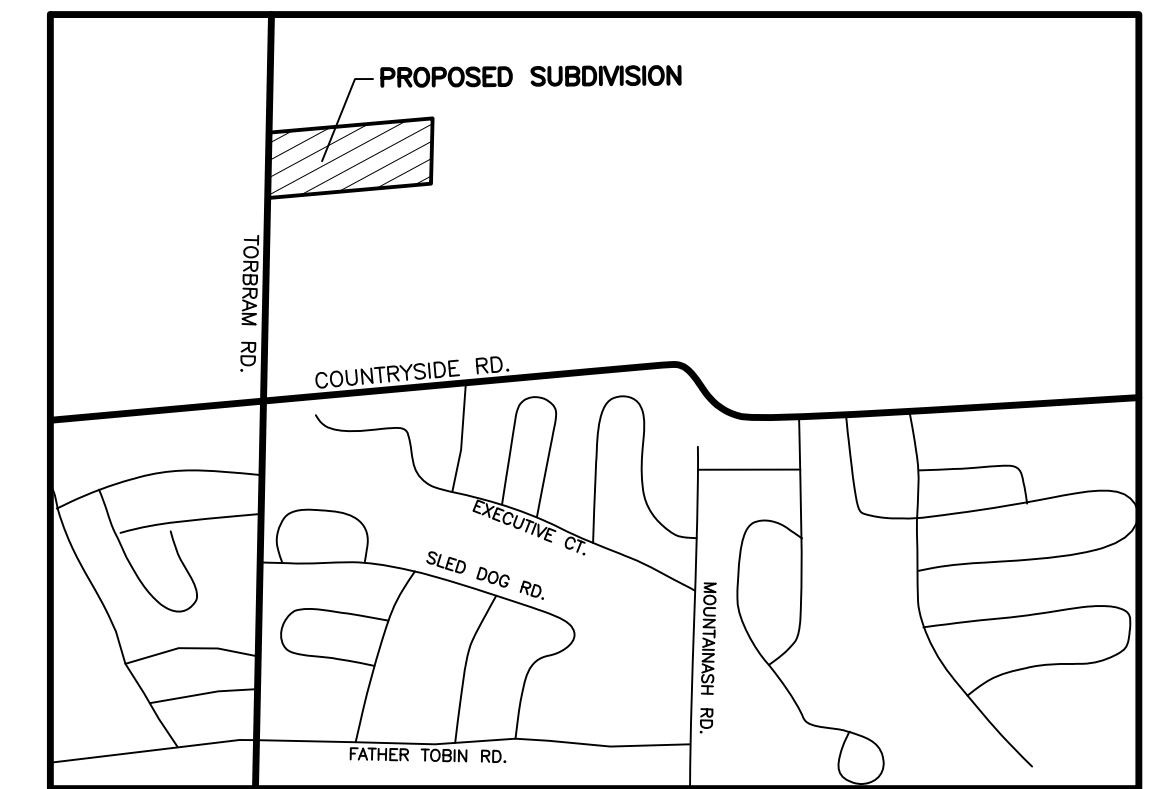 PROPOSED SUBDIVISION
TORBRAM RD.
COUNTRYSIDE RD.
EXECUTIVE CT.
SLED DOG RD.
MOUNTAINASH RD.
FATHER TOBIN RD.